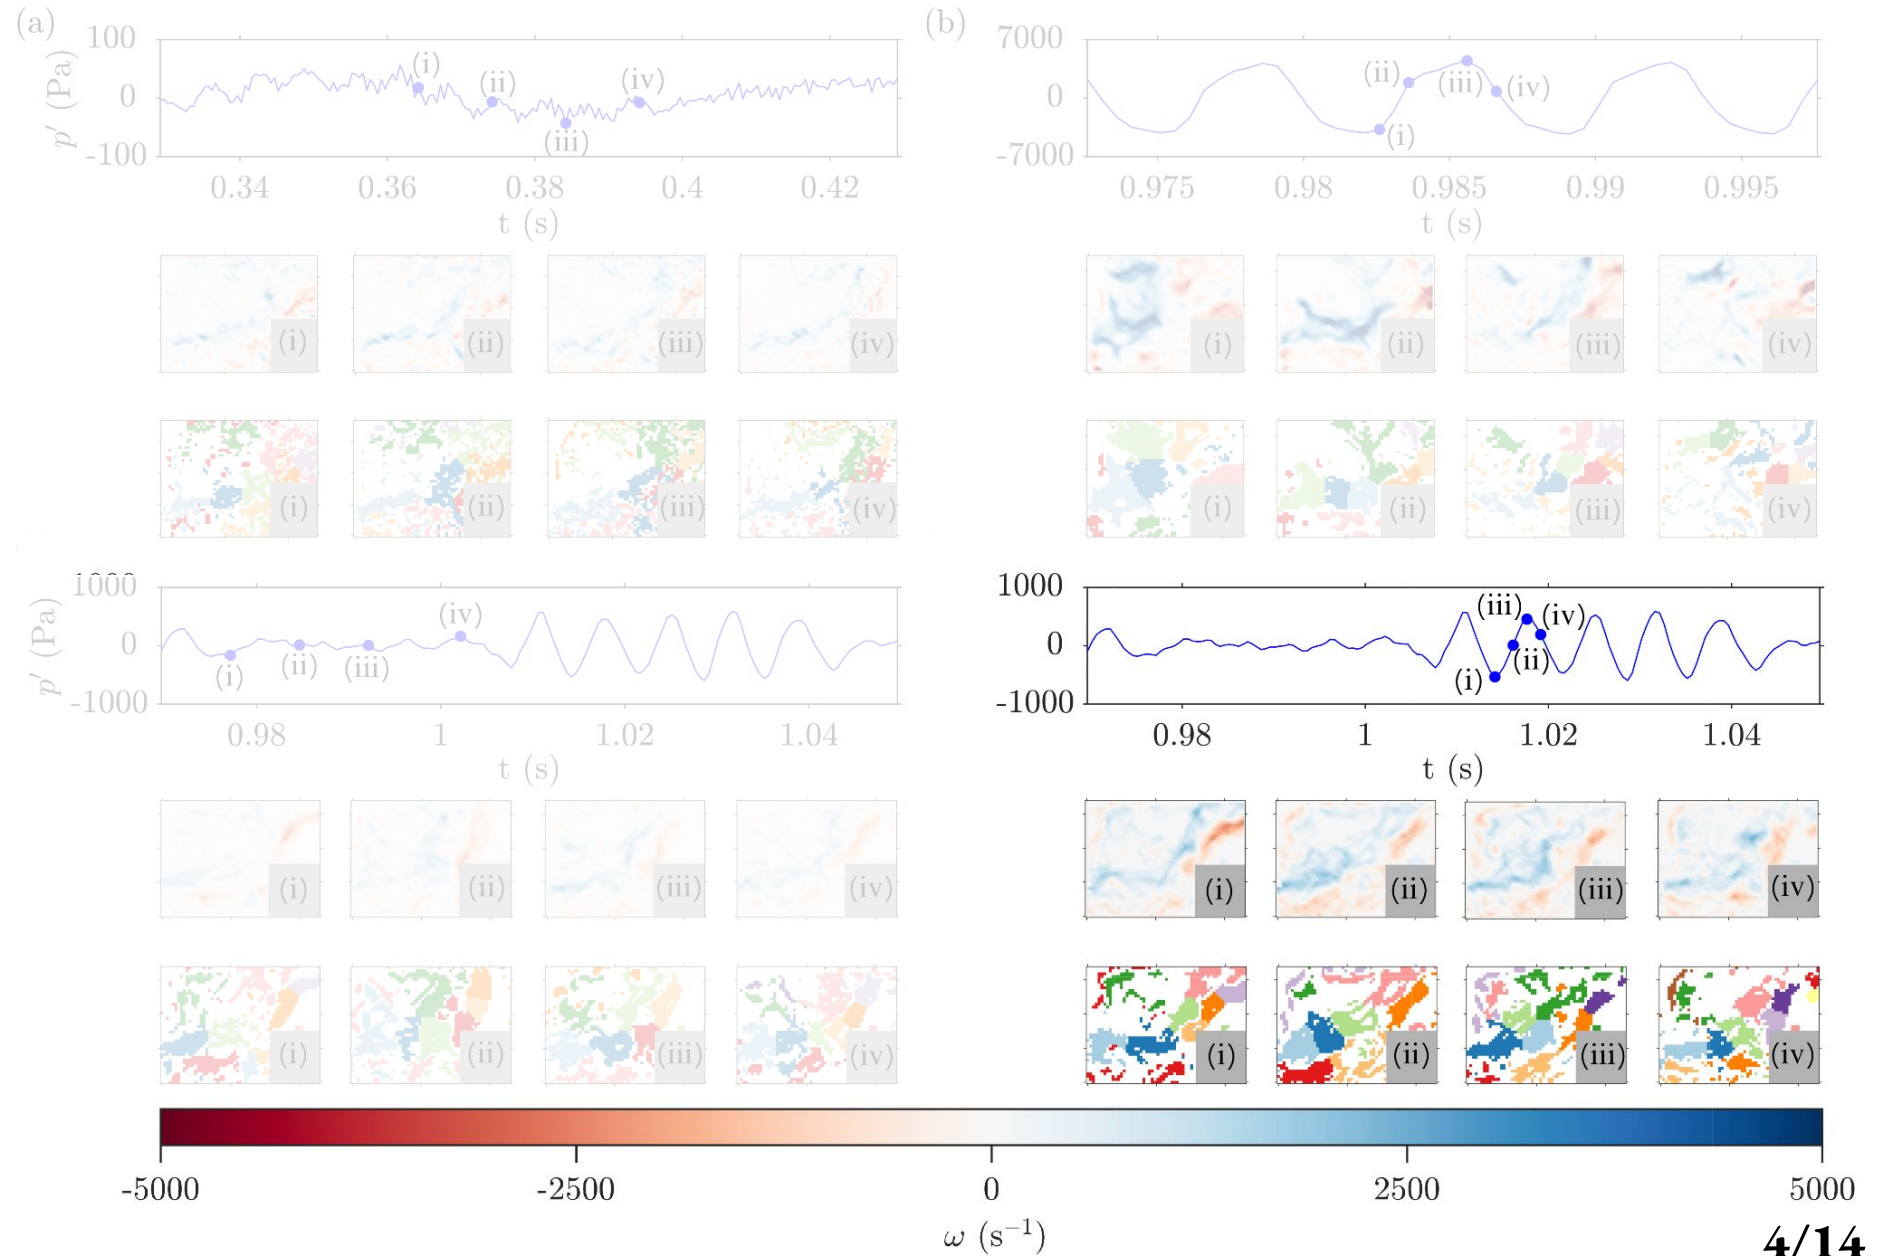 (a)
100
0
-100
p′ (Pa)
(i)
(ii)
(iii)
(iv)
0.34
0.36
0.38
0.4
0.42
t (s)
(b)
7000
0
-7000
(i)
(ii)
(iii)
(iv)
0.975
0.98
0.985
0.99
0.995
t (s)
(i)
(ii)
(iii)
(iv)
(i)
(ii)
(iii)
(iv)
(i)
(ii)
(iii)
(iv)
(i)
(ii)
(iii)
(iv)
1000
0
-1000
p′ (Pa)
(i)
(ii)
(iii)
(iv)
0.98
1
1.02
1.04
t (s)
1000
0
-1000
(i)
(ii)
(iii)
(iv)
0.98
1
1.02
1.04
t (s)
(i)
(ii)
(iii)
(iv)
(i)
(ii)
(iii)
(iv)
(i)
(ii)
(iii)
(iv)
(i)
(ii)
(iii)
(iv)
-5000
-2500
0
2500
5000
ω (s⁻¹)
4/14